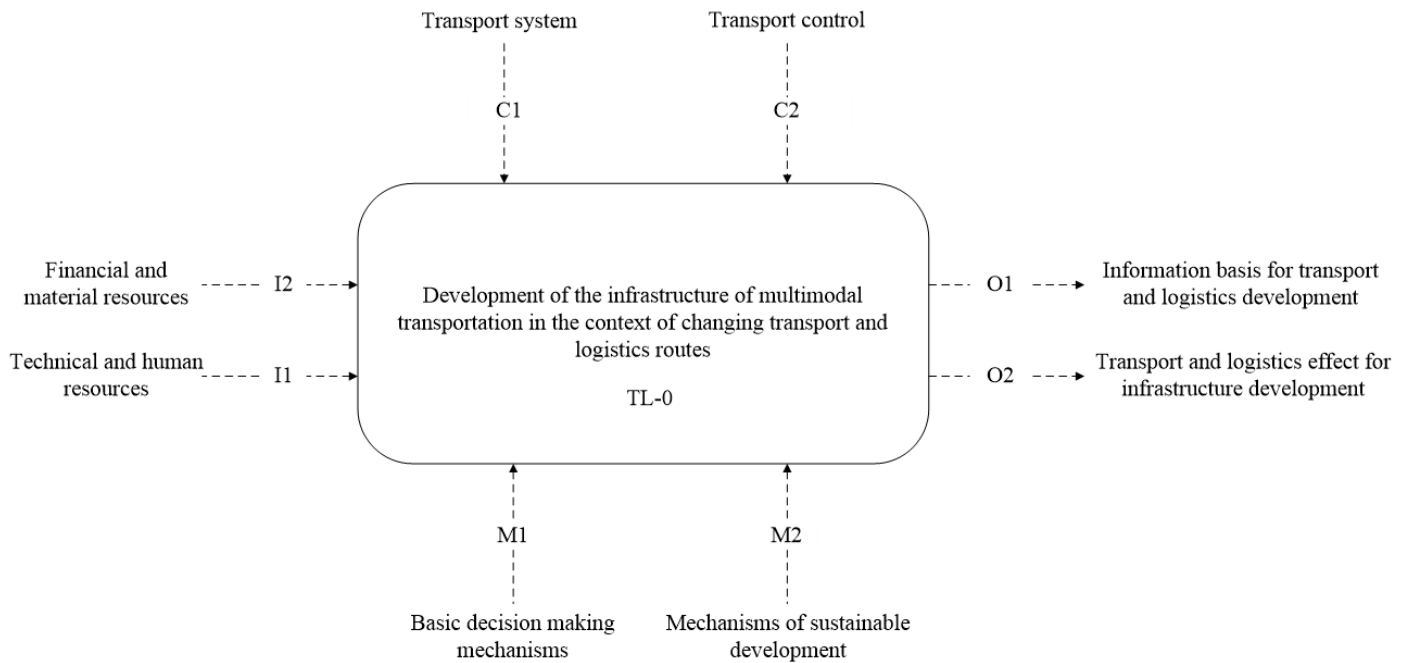 Transport system
Transport control
C1
C2
Financial and
material resources
I2
Technical and human
resources
I1
Development of the infrastructure of multimodal
transportation in the context of changing transport and
logistics routes
TL-0
O1
Information basis for transport
and logistics development
O2
Transport and logistics effect for
infrastructure development
M1
M2
Basic decision making
mechanisms
Mechanisms of sustainable
development